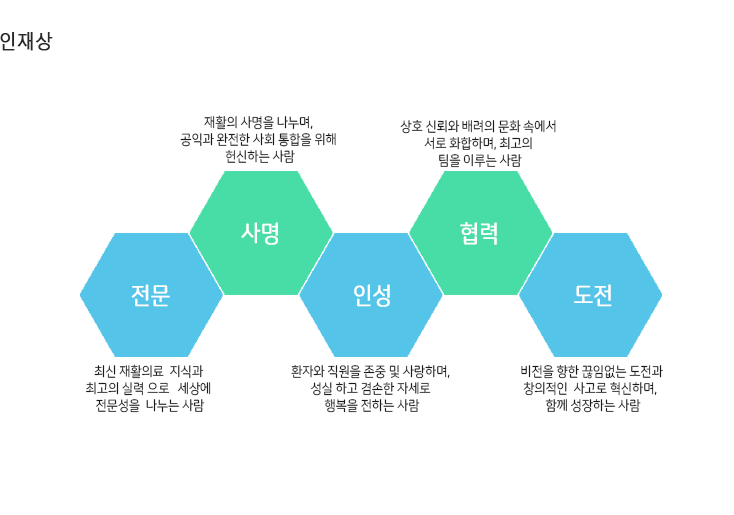 인재상
재활의 사명을 나누며,
공익과 완전한 사회 통합을 위해
헌신하는 사람
상호 신뢰와 배려의 문화 속에서
서로 화합하며, 최고의
팀을 이루는 사람
사명
협력
전문
인성
도전
최신 재활의료 지식과
최고의 실력 으로 세상에
전문성을 나누는 사람
환자와 직원을 존중 및 사랑하며,
성실 하고 겸손한 자세로
행복을 전하는 사람
비전을 향한 끊임없는 도전과
창의적인 사고로 혁신하며,
함께 성장하는 사람